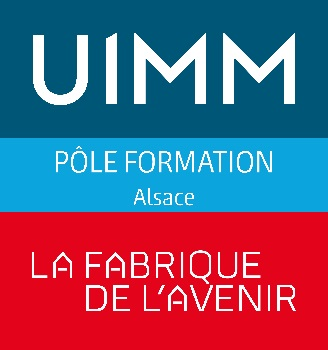 UIMM
PÔLE FORMATION
Alsace
LA FABRIQUE
DE L'AVENIR